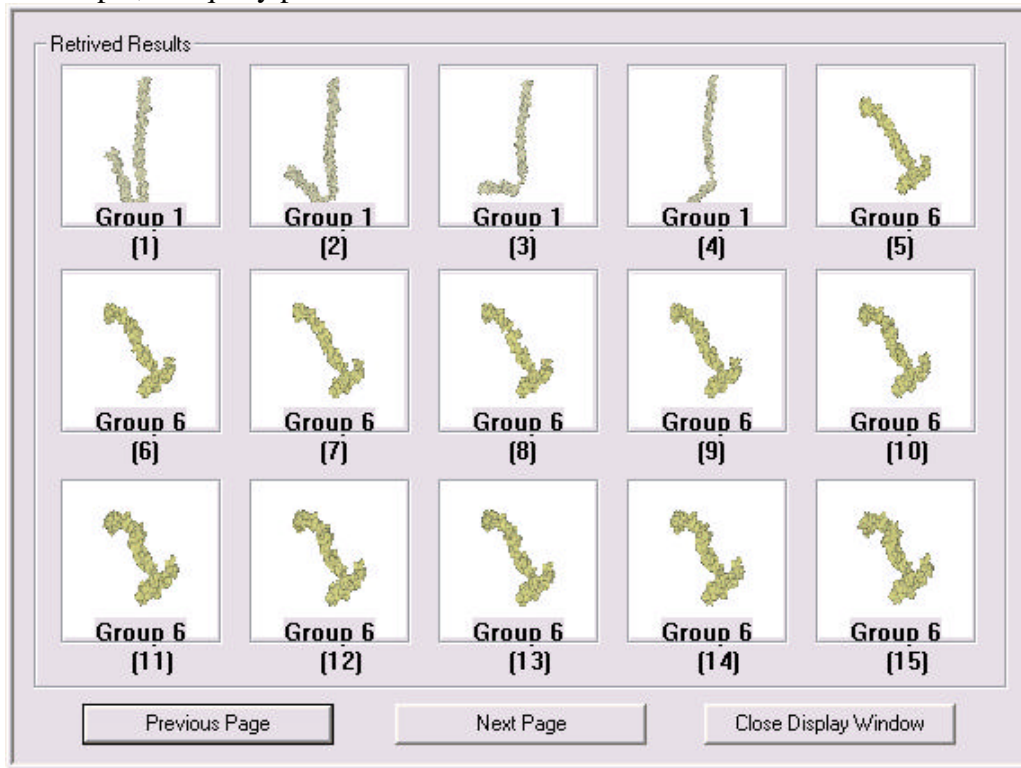 Retrived Results
Group 1 Group 1 Group 1 Group 1 Group 6
(1) (2) (3) (4) (5)
Group 6 Group 6 Group 6 Group 6 Group 6
(6) (7) (8) (9) (10)
Group 6 Group 6 Group 6 Group 6 Group 6
(11) (12) (13) (14) (15)
Previous Page Next Page Close Display Window